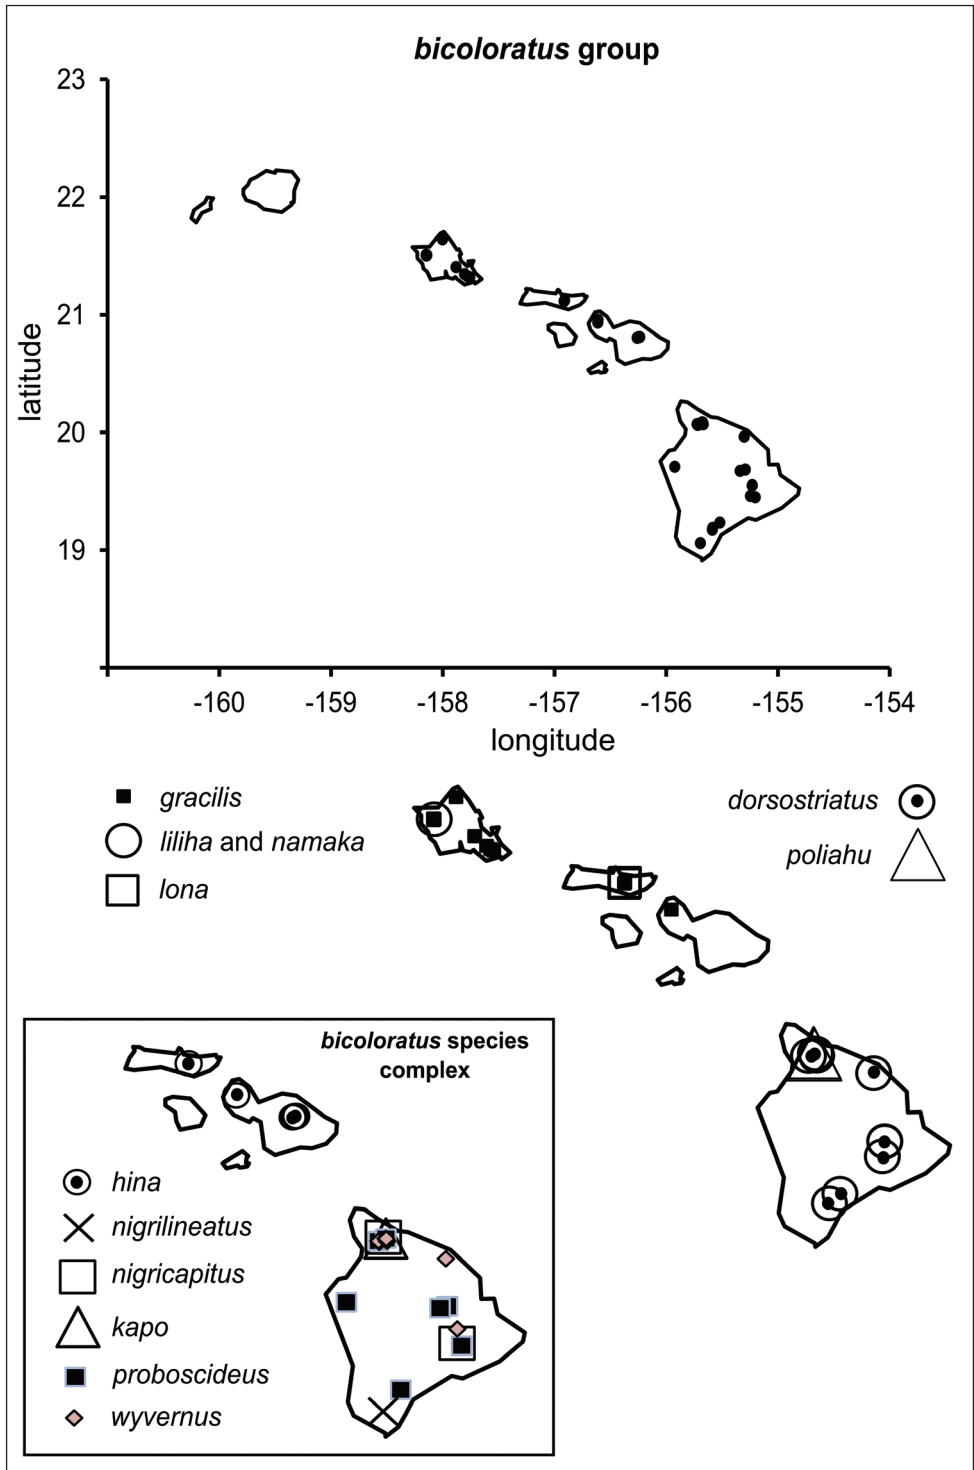 bicoloratus group
23
22
21
20
19
latitude
-160 -159 -158 -157 -156 -155 -154
longitude
gracilis
liliha and namaka
lona
dorsostriatus
poliahu
bicoloratus species
complex
hina
nigrilineatus
nigricapitus
kapo
proboscideus
wyvernus